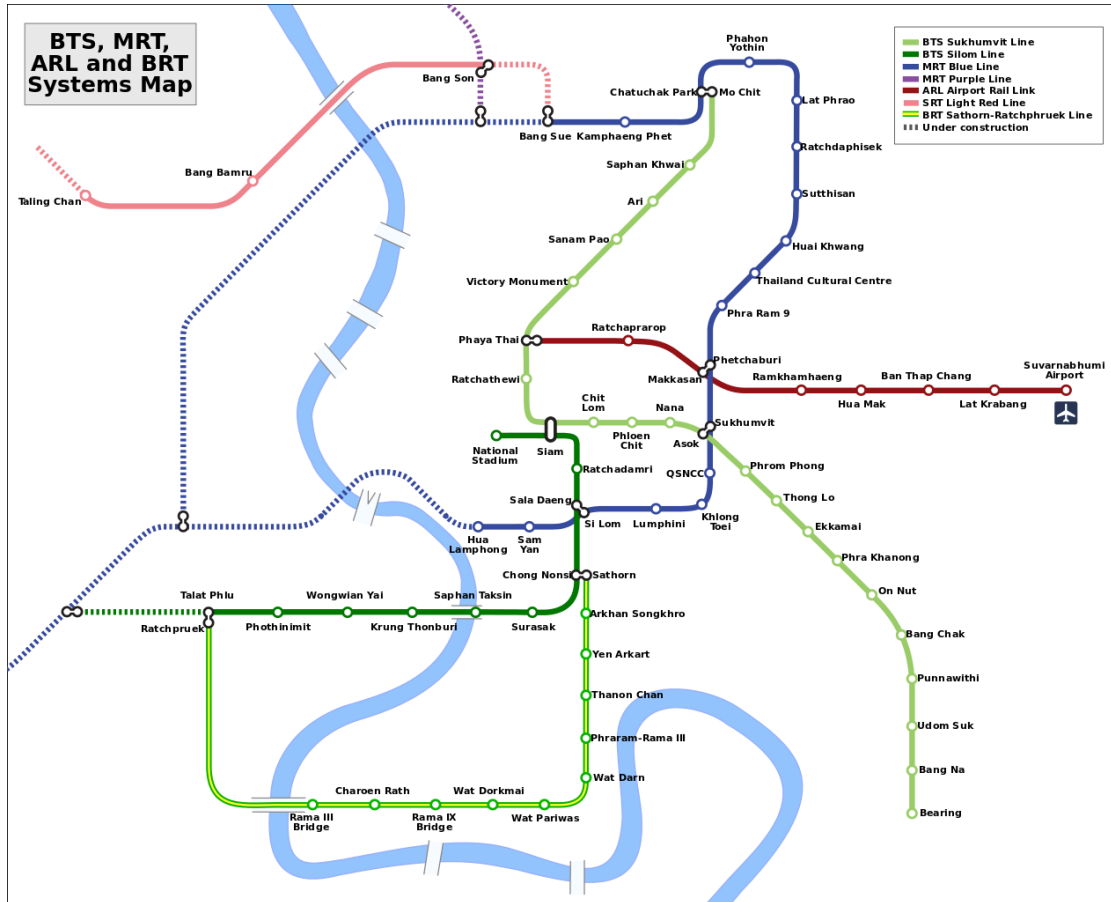 BTS, MRT,
ARL and BRT
Systems Map
BTS Sukhumvit Line
BTS Silom Line
MRT Blue Line
MRT Purple Line
ARL Airport Rail Link
SRT Light Red Line
BRT Sathorn-Ratchphruek Line
Under construction
Phahon
Yothin
Bang Son
Chatuchak Park
Mo Chit
Lat Phrao
Bang Sue
Kamphaeng Phet
Ratchdaphisek
Saphan Khwai
Bang Bamru
Taling Chan
Sutthisan
Ari
Sanam Pao
Huai Khwang
Victory Monument
Thailand Cultural Centre
Phra Ram 9
Phaya Thai
Ratchaprarop
Phetchaburi
Makkasan
Ramkhamhaeng
Hua Mak
Ban Thap Chang
Lat Krabang
Suvarnabhumi
Airport
Ratchathewi
Chit
Lom
Phloen
Chit
Nana
Sukhumvit
Asok
National
Stadium
Siam
Ratchadamri
QSNCC
Phrom Phong
Sala Daeng
Si Lom
Lumphini
Khlong
Toei
Thong Lo
Hua
Lamphong
Sam
Yan
Ekkamai
Phra Khanong
Chong Nonsi
Sathorn
On Nut
Talat Phlu
Ratchpruek
Wongwian Yai
Phothinimit
Saphan Taksin
Krung Thonburi
Surasak
Arkhan Songkhro
Bang Chak
Yen Arkart
Punnawithi
Thanon Chan
Udom Suk
Phraram-Rama III
Bang Na
Wat Darn
Bearing
Rama III
Bridge
Charoen Rath
Rama IX
Bridge
Wat Dorkmai
Wat Pariwas